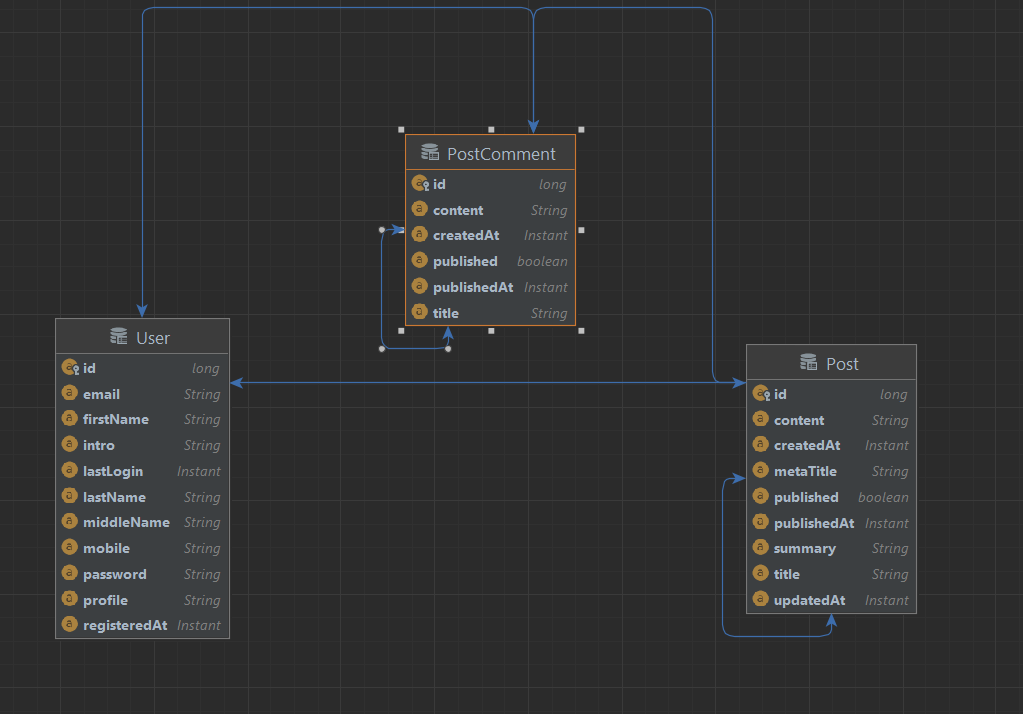 PostComment
id long
content String
createdAt Instant
published boolean
publishedAt Instant
title String
User
id long
email String
firstName String
intro String
lastLogin Instant
lastName String
middleName String
mobile String
password String
profile String
registeredAt Instant
Post
id long
content String
createdAt Instant
metaTitle String
published boolean
publishedAt Instant
summary String
title String
updatedAt Instant